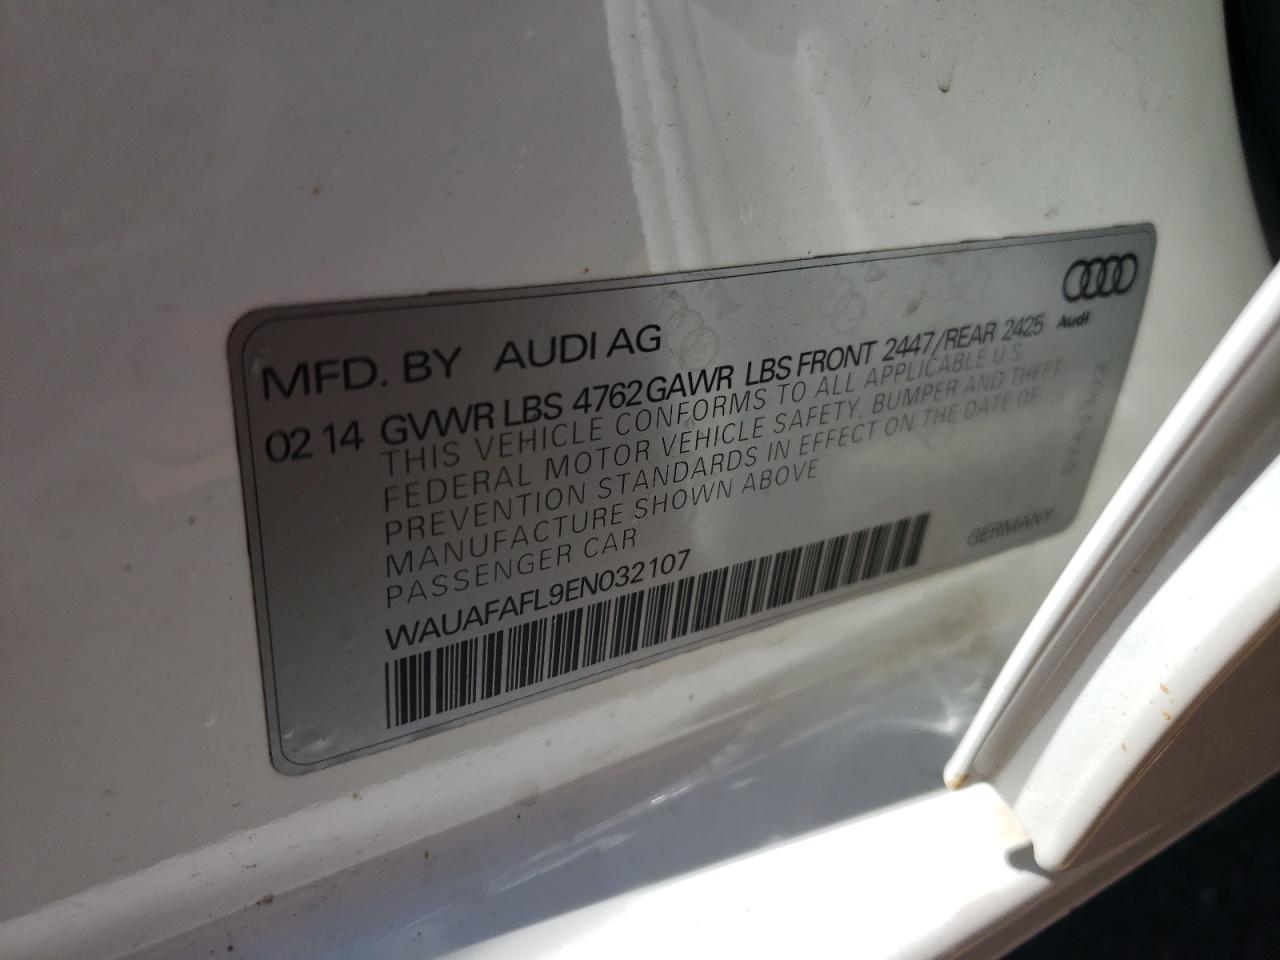 Audi
MFD. BY AUDI AG
02 14 GVWR LBS 4762 GAWR LBS FRONT 2447/REAR 2425
THIS VEHICLE CONFORMS TO ALL APPLICABLE U.S.
FEDERAL MOTOR VEHICLE SAFETY, BUMPER AND THEFT
PREVENTION STANDARDS IN EFFECT ON THE DATE OF
MANUFACTURE SHOWN ABOVE
PASSENGER CAR
WAUAFAFL9EN032107
GERMANY